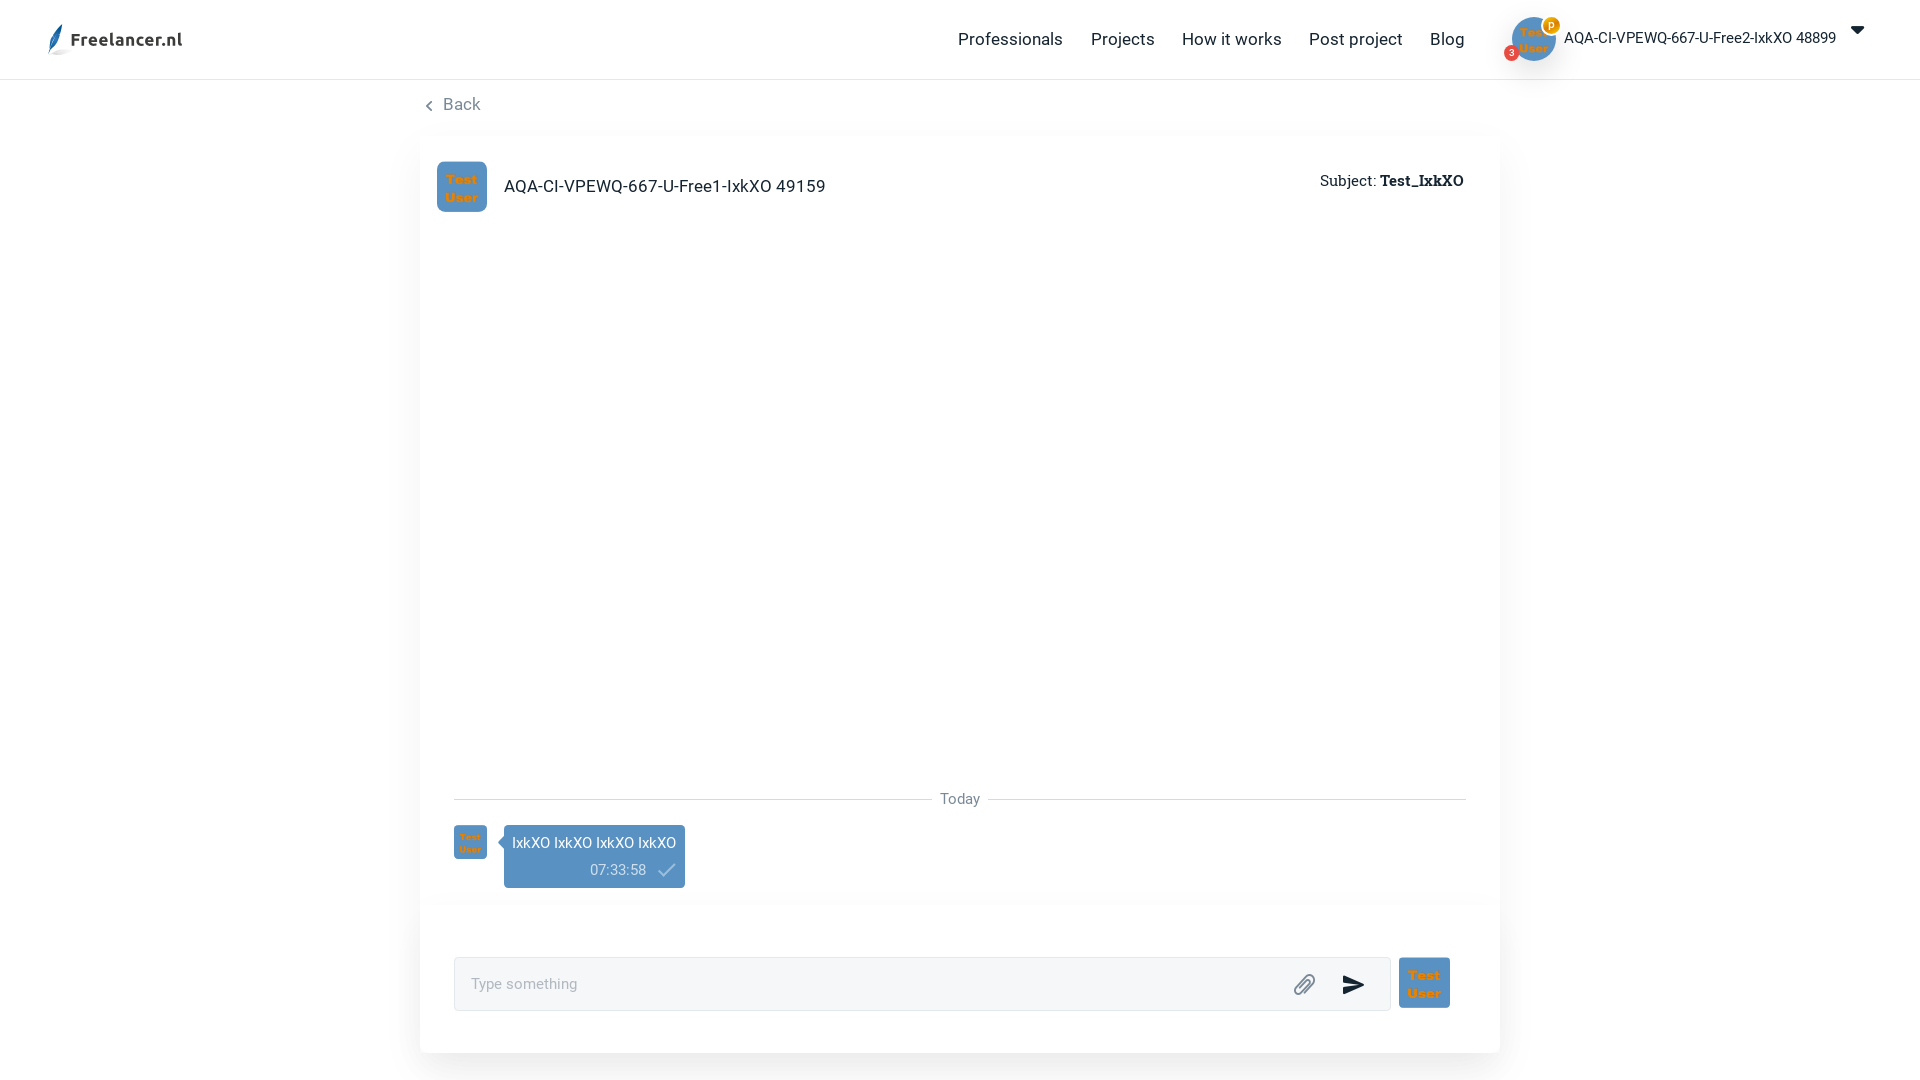 Freelancer.nl
Professionals
Projects
How it works
Post project
Blog
Test
User
p
3
AQA-CI-VPEWQ-667-U-Free2-IxkXO 48899
Back
Test
User
AQA-CI-VPEWQ-667-U-Free1-IxkXO 49159
Subject: Test_IxkXO
Today
Test
User
IxkXO IxkXO IxkXO IxkXO
07:33:58
Type something
Test
User